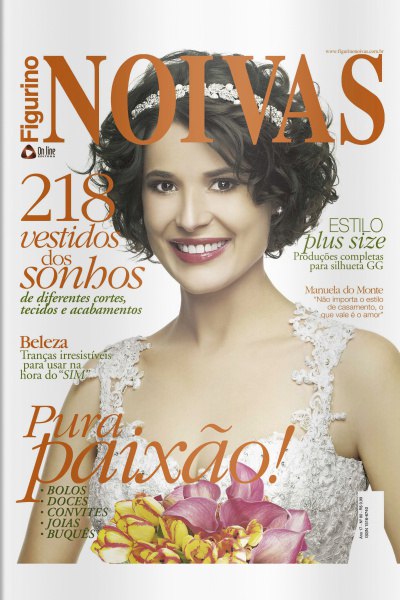 www.figurinonoivas.com.br
Figurino
NOIVAS
On line
218
vestidos
dos
sonhos
de diferentes cortes,
tecidos e acabamentos
ESTILO
plus size
Produções completas
para silhueta GG
Manuela do Monte
"Não importa o estilo
de casamento, o
que vale é o amor"
Beleza
Tranças irresistíveis
para usar na
hora do "SIM"
Pura
paixão!
• BOLOS
• DOCES
• CONVITES
• JOIAS
• BUQUÊS